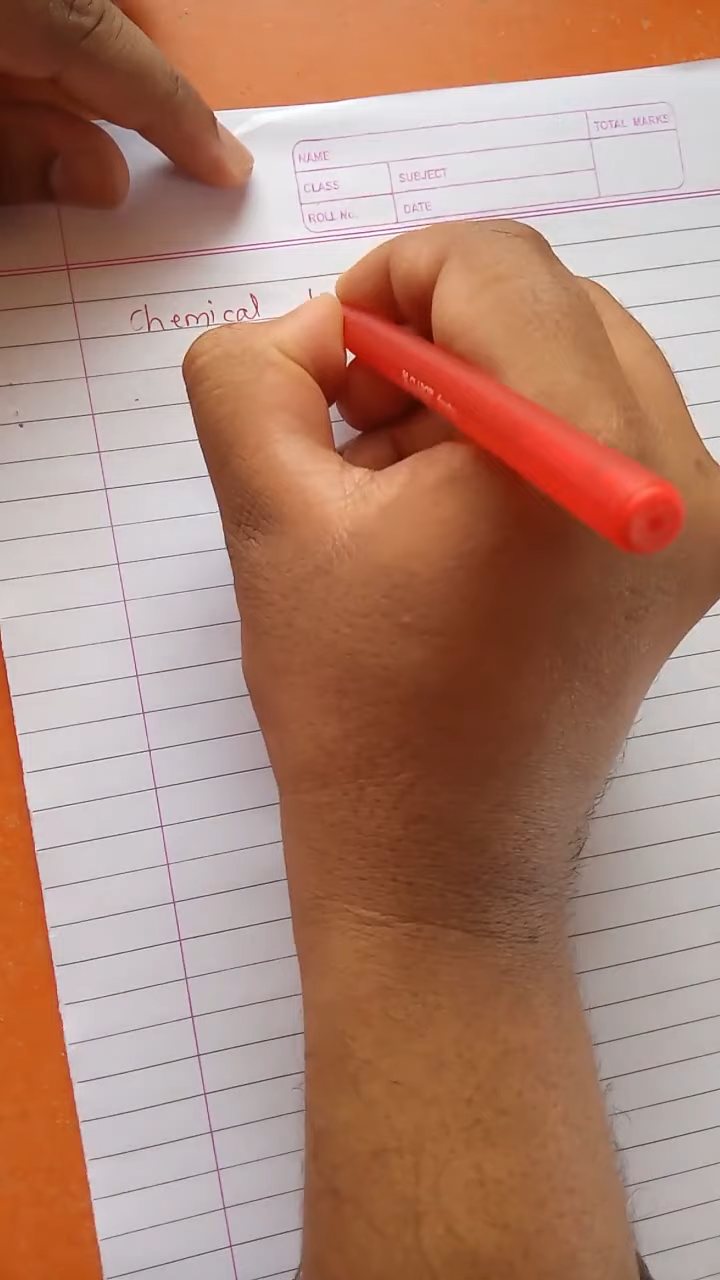 NAME
TOTAL MARKS
CLASS
SUBJECT
ROLL No.
DATE
Chemical